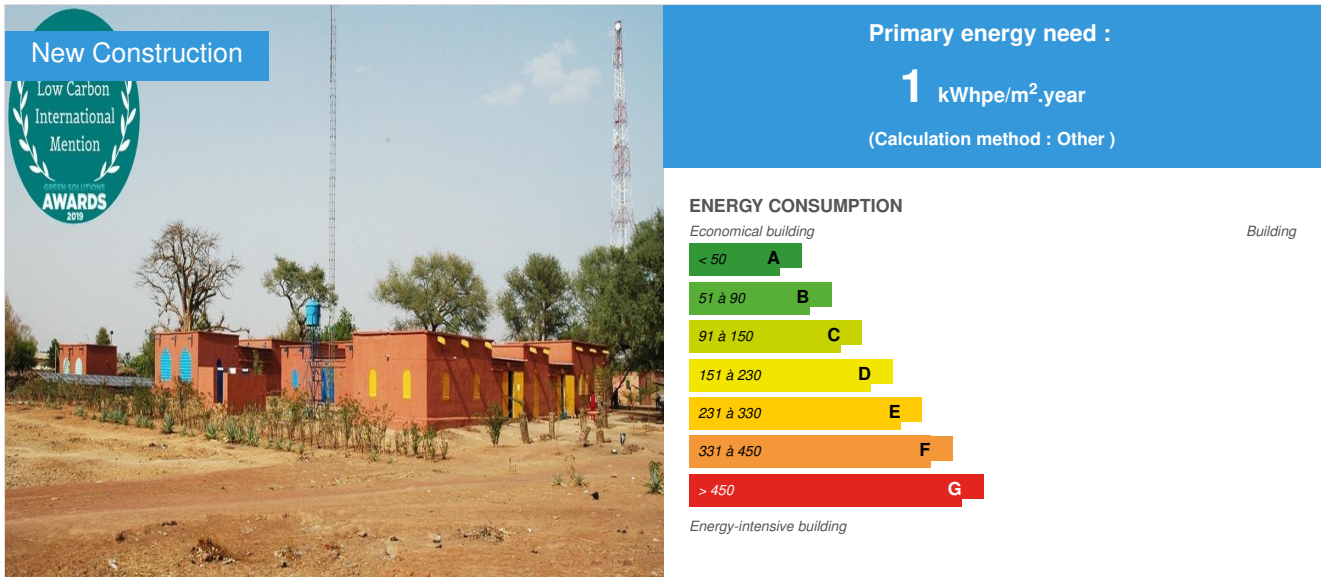 New Construction
Low Carbon
International
Mention
GREEN SOLUTIONS
AWARDS
2019
Primary energy need :
1 kWhpe/m².year
(Calculation method : Other )
ENERGY CONSUMPTION
Economical building
Building
< 50 A
51 à 90 B
91 à 150 C
151 à 230 D
231 à 330 E
331 à 450 F
> 450 G
Energy-intensive building